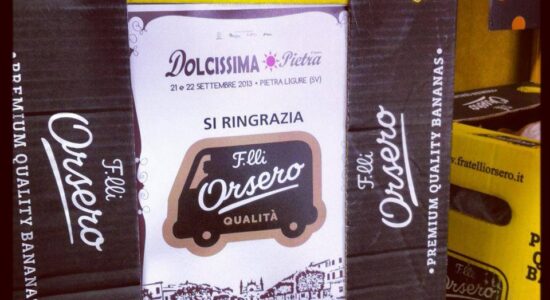 • PREMIUM QUALITY BANANAS
F.lli
Orsero
DOLCISSIMA Pietra
21 e 22 SETTEMBRE 2013 • PIETRA LIGURE (SV)
SI RINGRAZIA
F.lli
Orsero
QUALITÀ
F.lli
Orsero
• PREMIUM QUALITY BANANAS •
Orsero
www.fratelliorsero.it
F.lli
Orsero